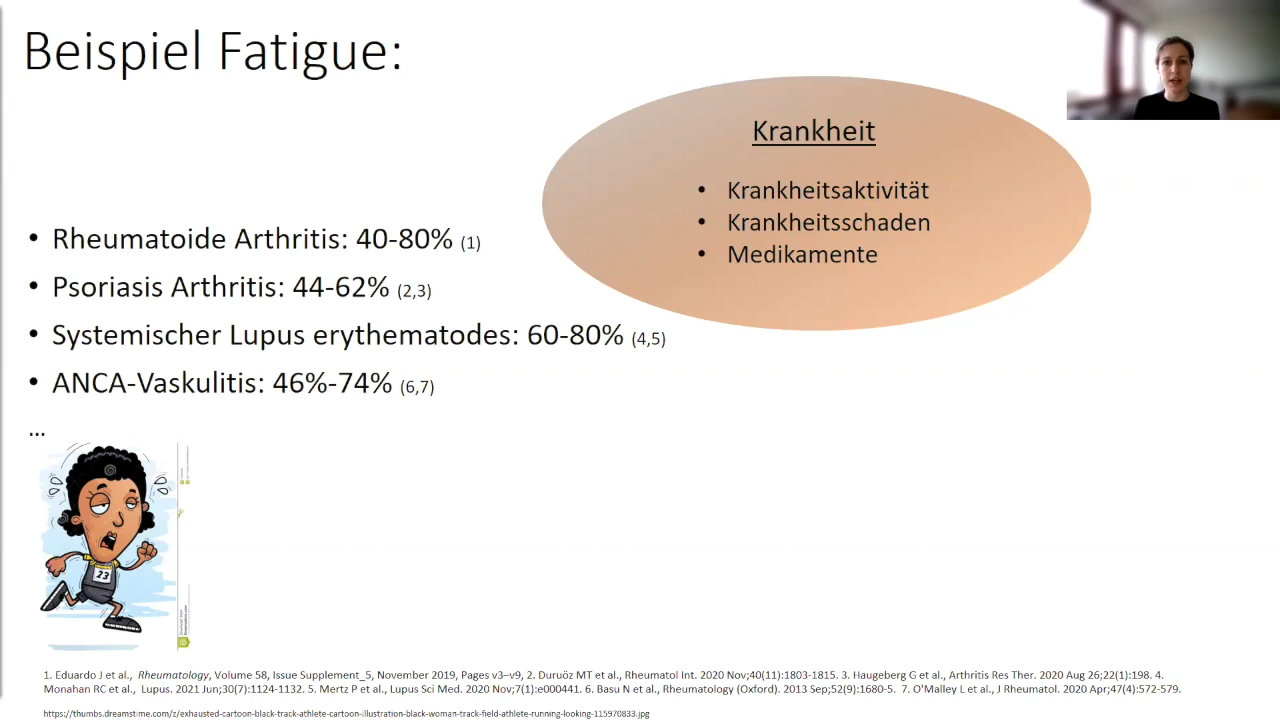 Beispiel Fatigue:
Krankheit
• Krankheitsaktivität
• Krankheitsschaden
• Medikamente
• Rheumatoide Arthritis: 40-80% (1)
• Psoriasis Arthritis: 44-62% (2,3)
• Systemischer Lupus erythematodes: 60-80% (4,5)
• ANCA-Vaskulitis: 46%-74% (6,7)
...
23
1. Eduardo J et al., Rheumatology, Volume 58, Issue Supplement_5, November 2019, Pages v3–v9, 2. Duruöz MT et al., Rheumatol Int. 2020 Nov;40(11):1803-1815. 3. Haugeberg G et al., Arthritis Res Ther. 2020 Aug 26;22(1):198. 4.
Monahan RC et al., Lupus. 2021 Jun;30(7):1124-1132. 5. Mertz P et al., Lupus Sci Med. 2020 Nov;7(1):e000441. 6. Basu N et al., Rheumatology (Oxford). 2013 Sep;52(9):1680-5. 7. O'Malley L et al., J Rheumatol. 2020 Apr;47(4):572-579.
https://thumbs.dreamstime.com/z/exhausted-cartoon-black-track-athlete-cartoon-illustration-black-woman-track-field-athlete-running-looking-115970833.jpg